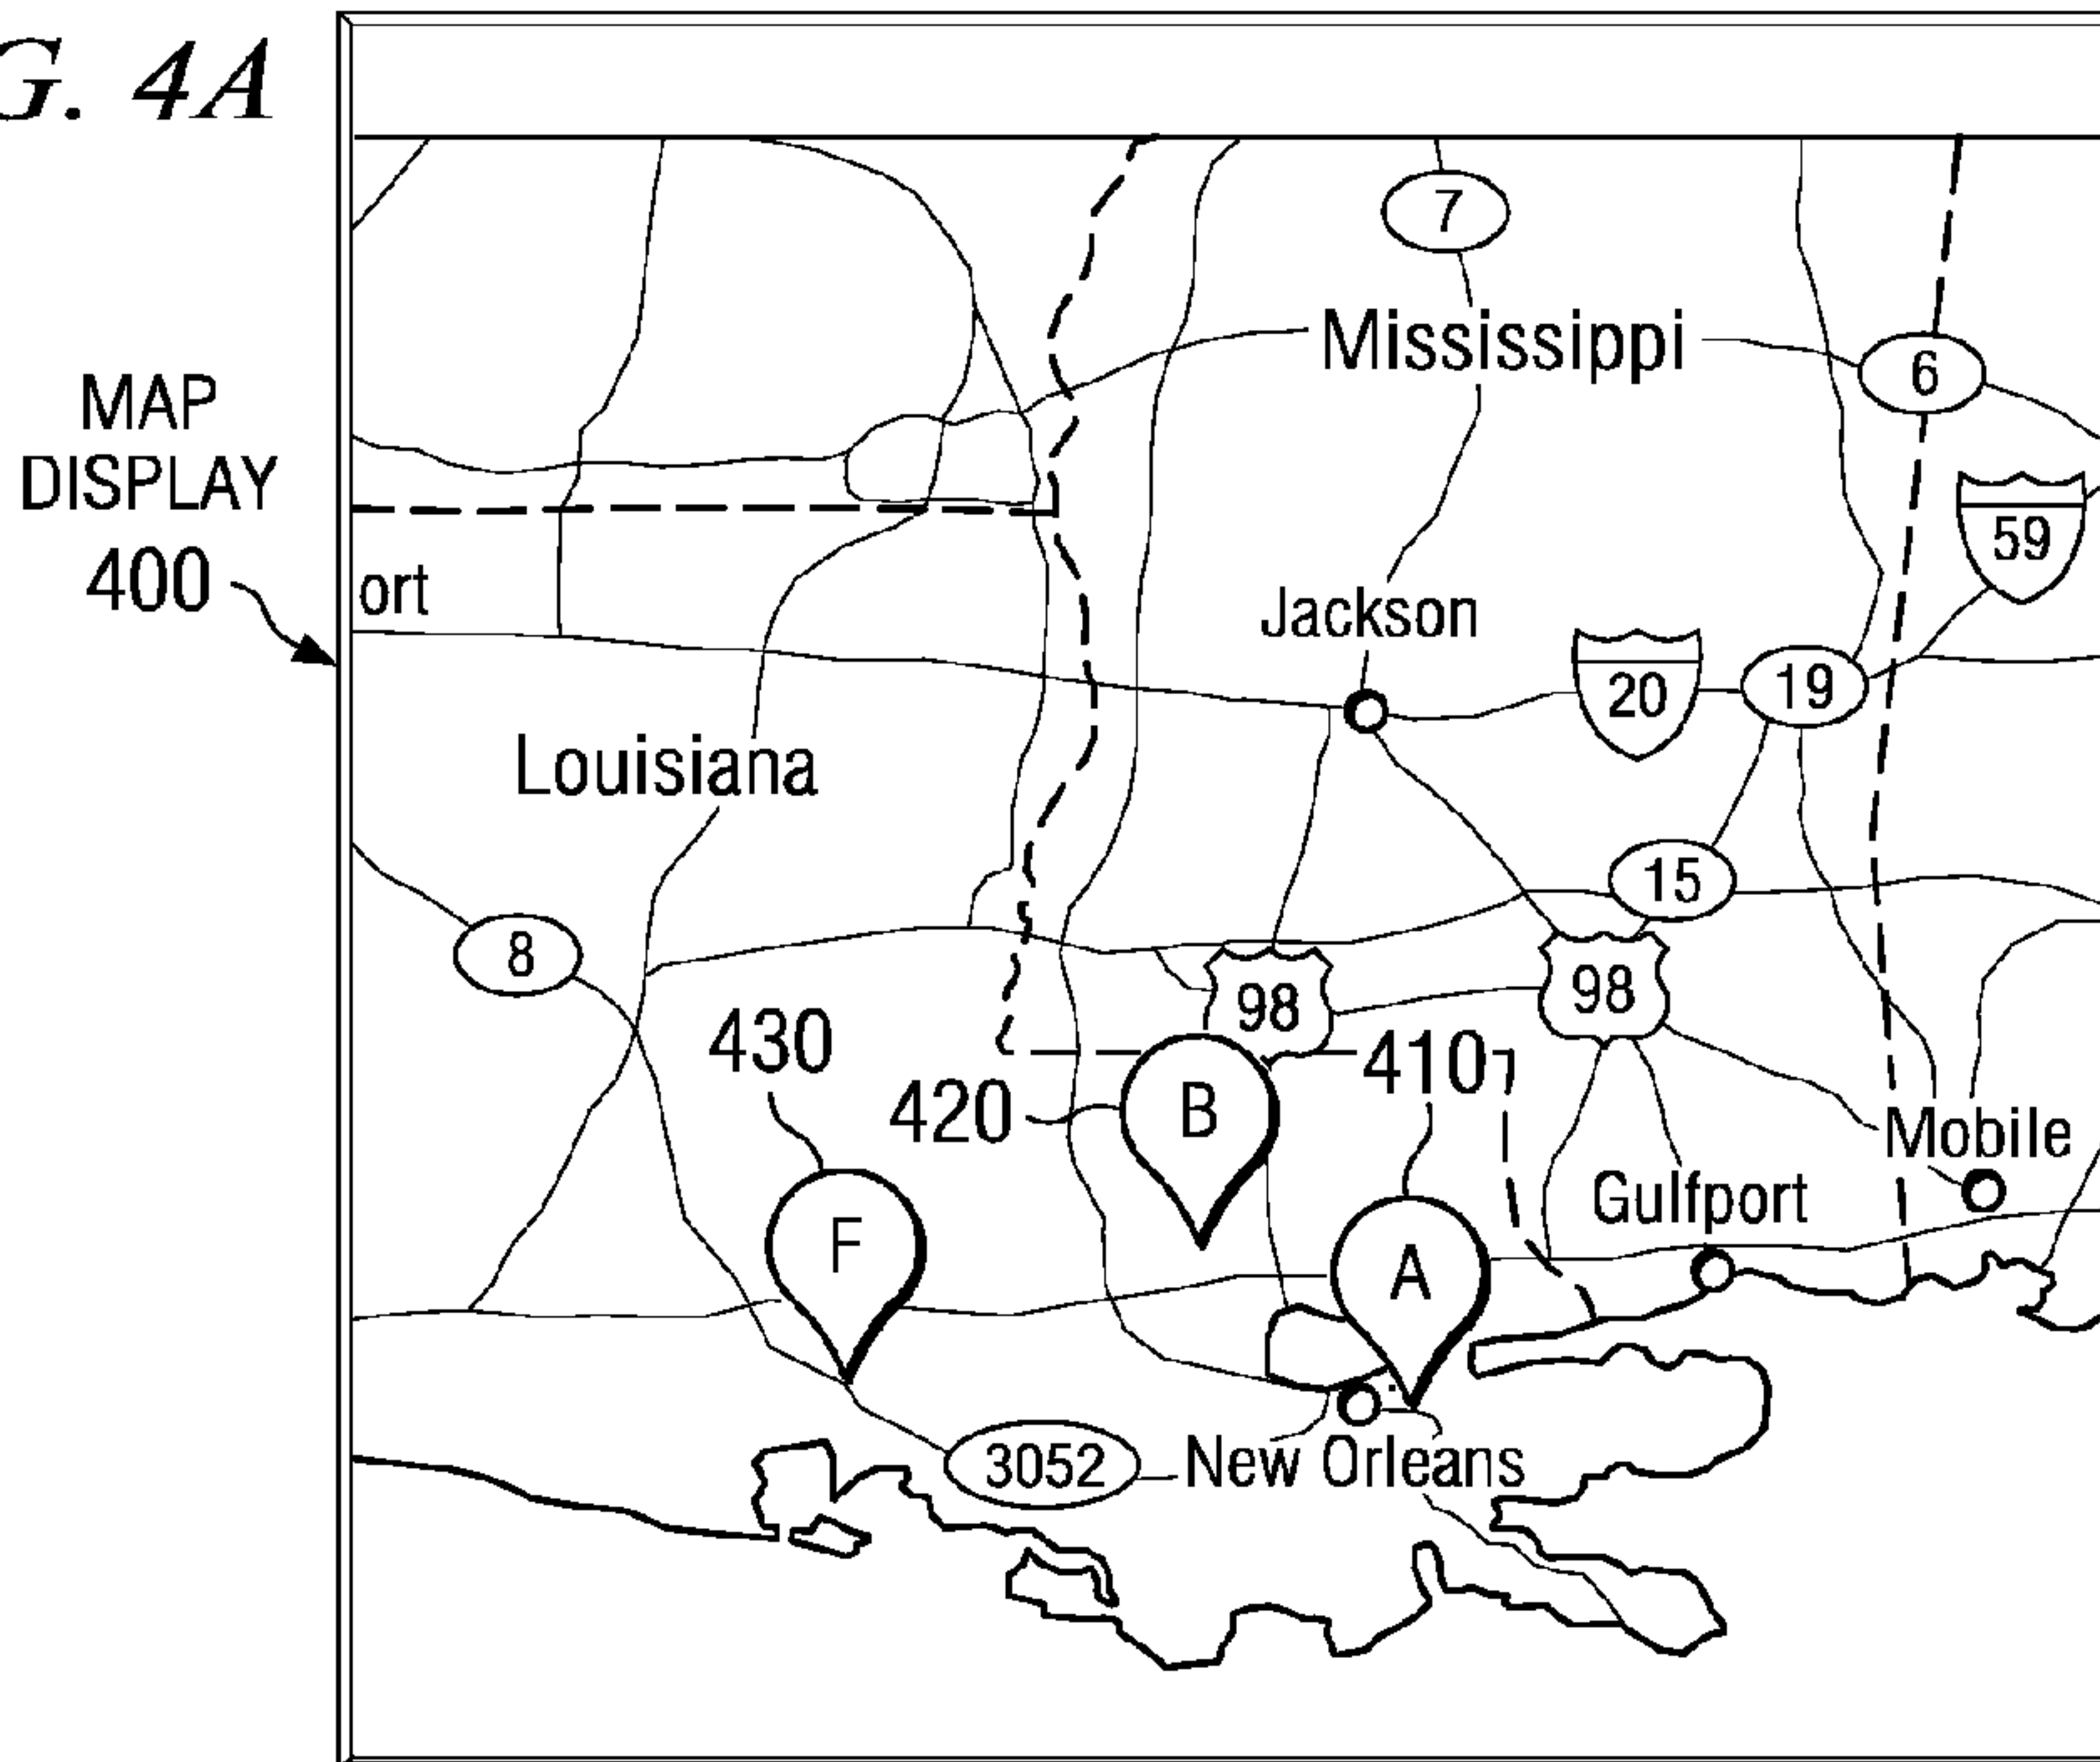 G. 4A
7
Mississippi
6
MAP
DISPLAY
400
59
ort
Jackson
20
19
Louisiana
15
8
98
98
430
410
420
B
Mobile
Gulfport
F
A
3052
New Orleans